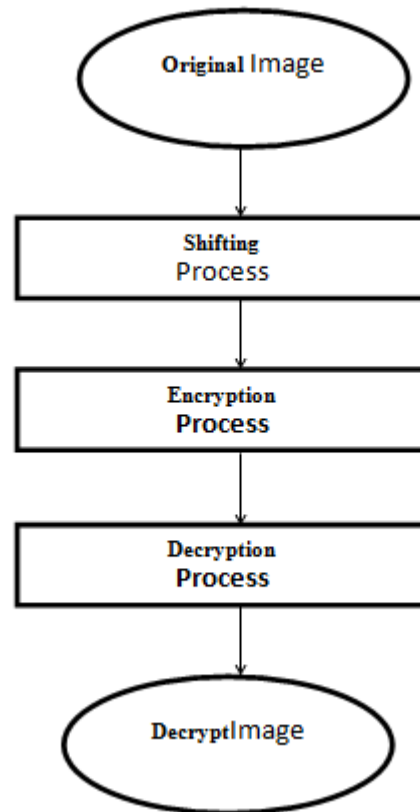 Original Image
Shifting
Process
Encryption
Process
Decryption
Process
DecryptImage